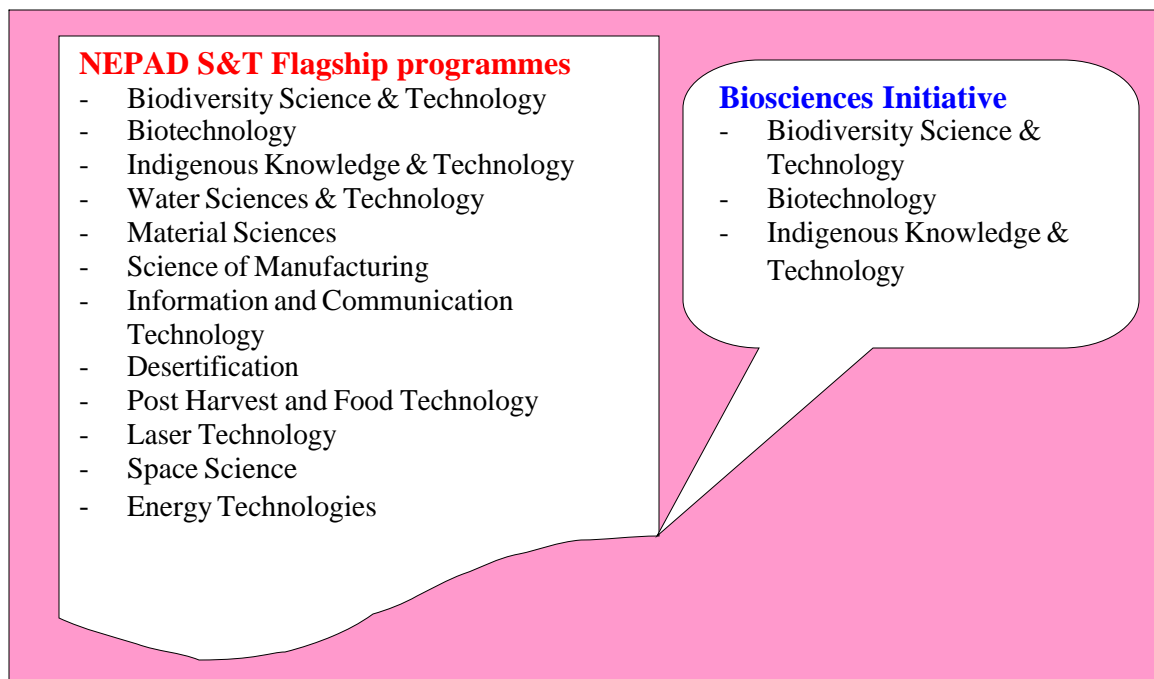 NEPAD S&T Flagship programmes
- Biodiversity Science & Technology
- Biotechnology
- Indigenous Knowledge & Technology
- Water Sciences & Technology
- Material Sciences
- Science of Manufacturing
- Information and Communication
Technology
- Desertification
- Post Harvest and Food Technology
- Laser Technology
- Space Science
- Energy Technologies
Biosciences Initiative
- Biodiversity Science &
Technology
- Biotechnology
- Indigenous Knowledge &
Technology